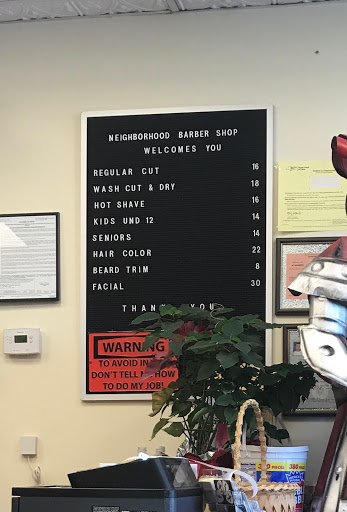 NEIGHBORHOOD BARBER SHOP
WELCOMES YOU
REGULAR CUT 16
WASH CUT & DRY 18
HOT SHAVE 16
KIDS UND 12 14
SENIORS 14
HAIR COLOR 22
BEARD TRIM 8
FACIAL 30
THANK YOU
WARNING
TO AVOID IN
DON'T TELL ME HOW
TO DO MY JOB!